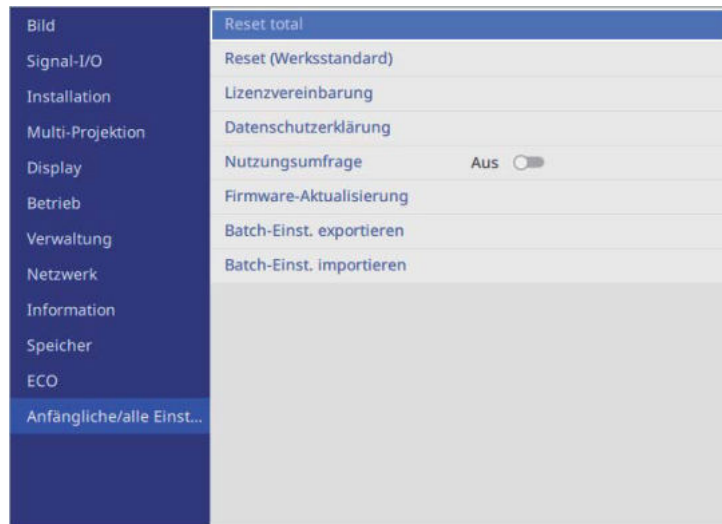 Bild
Signal-I/O
Installation
Multi-Projektion
Display
Betrieb
Verwaltung
Netzwerk
Information
Speicher
ECO
Anfängliche/alle Einst...
Reset total
Reset (Werksstandard)
Lizenzvereinbarung
Datenschutzerklärung
Nutzungsumfrage Aus
Firmware-Aktualisierung
Batch-Einst. exportieren
Batch-Einst. importieren